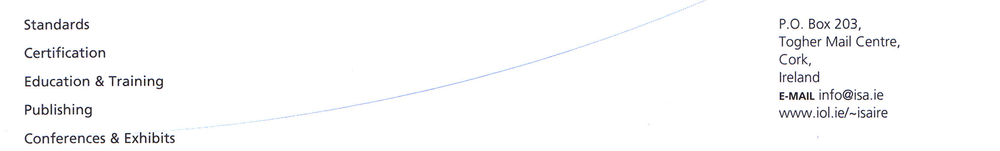 Standards
Certification
Education & Training
Publishing
Conferences & Exhibits
P.O. Box 203,
Togher Mail Centre,
Cork,
Ireland
E-MAIL info@isa.ie
www.iol.ie/~isaire